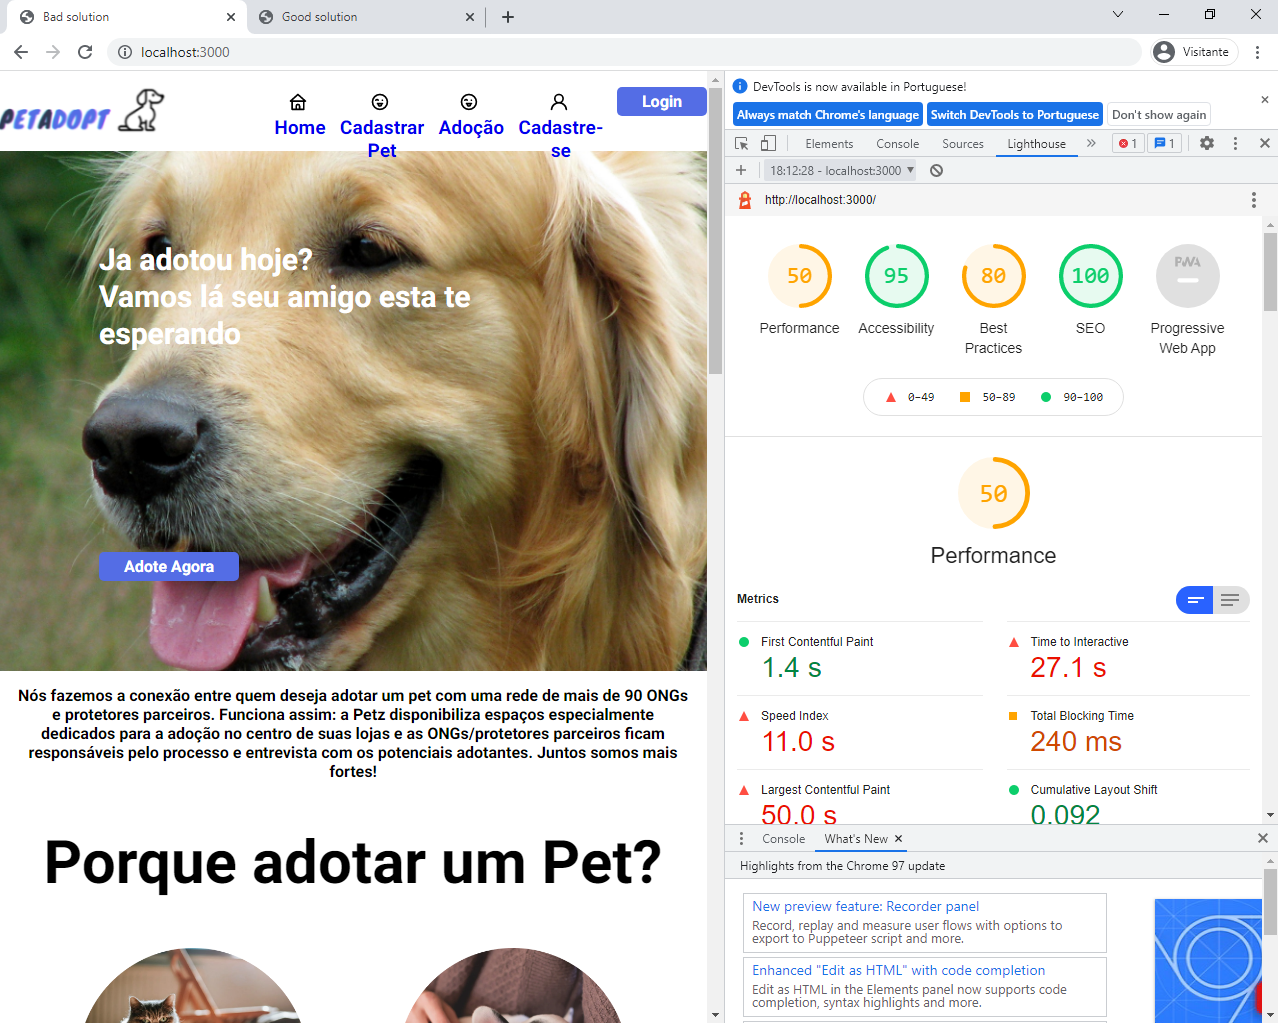 Bad solution
Good solution
localhost:3000
Visitante
PETADOPT
Home
Cadastrar
Pet
Adoção
Cadastre-
se
Login
Ja adotou hoje?
Vamos lá seu amigo esta te
esperando
Adote Agora
Nós fazemos a conexão entre quem deseja adotar um pet com uma rede de mais de 90 ONGs
e protetores parceiros. Funciona assim: a Petz disponibiliza espaços especialmente
dedicados para a adoção no centro de suas lojas e as ONGs/protetores parceiros ficam
responsáveis pelo processo e entrevista com os potenciais adotantes. Juntos somos mais
fortes!
Porque adotar um Pet?
DevTools is now available in Portuguese!
Always match Chrome's language
Switch DevTools to Portuguese
Don't show again
Elements
Console
Sources
Lighthouse
1
1
18:12:28 - localhost:3000
http://localhost:3000/
50
95
80
100
PWA
Performance
Accessibility
Best
Practices
SEO
Progressive
Web App
0–49
50–89
90–100
50
Performance
Metrics
First Contentful Paint
1.4 s
Time to Interactive
27.1 s
Speed Index
11.0 s
Total Blocking Time
240 ms
Largest Contentful Paint
50.0 s
Cumulative Layout Shift
0.092
Console
What's New
Highlights from the Chrome 97 update
New preview feature: Recorder panel
Record, replay and measure user flows with options to
export to Puppeteer script and more.
Enhanced "Edit as HTML" with code completion
Edit as HTML in the Elements panel now supports code
completion, syntax highlights and more.